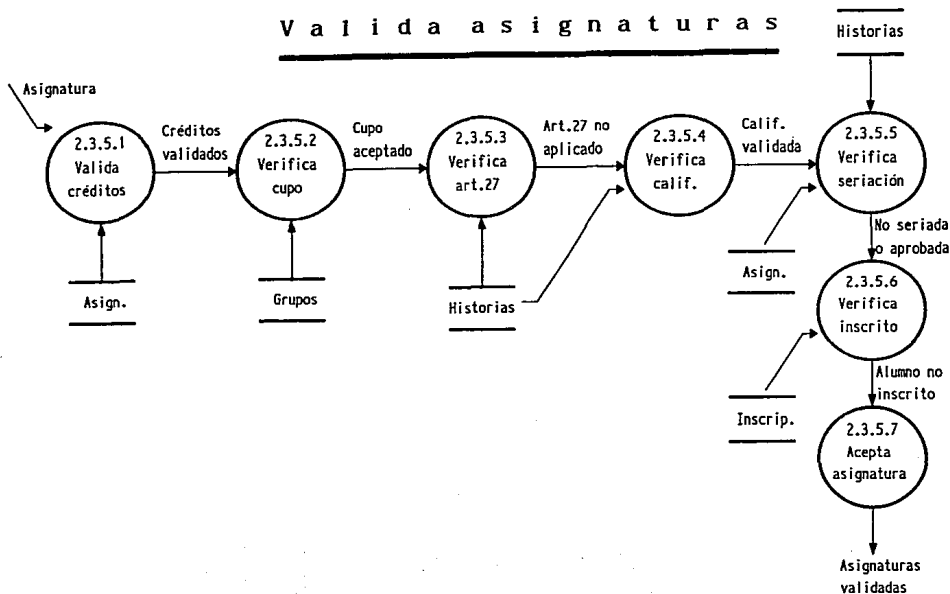 Valida asignaturas
Historias
Asignatura
2.3.5.1
Valida
créditos
Créditos
validados
2.3.5.2
Verifica
cupo
Cupo
aceptado
2.3.5.3
Verifica
art.27
Art.27 no
aplicado
2.3.5.4
Verifica
calif.
Calif.
validada
2.3.5.5
Verifica
seriación
Asign.
Grupos
Historias
Asign.
No seriada
o aprobada
2.3.5.6
Verifica
inscrito
Inscrip.
Alumno no
inscrito
2.3.5.7
Acepta
asignatura
Asignaturas
validadas